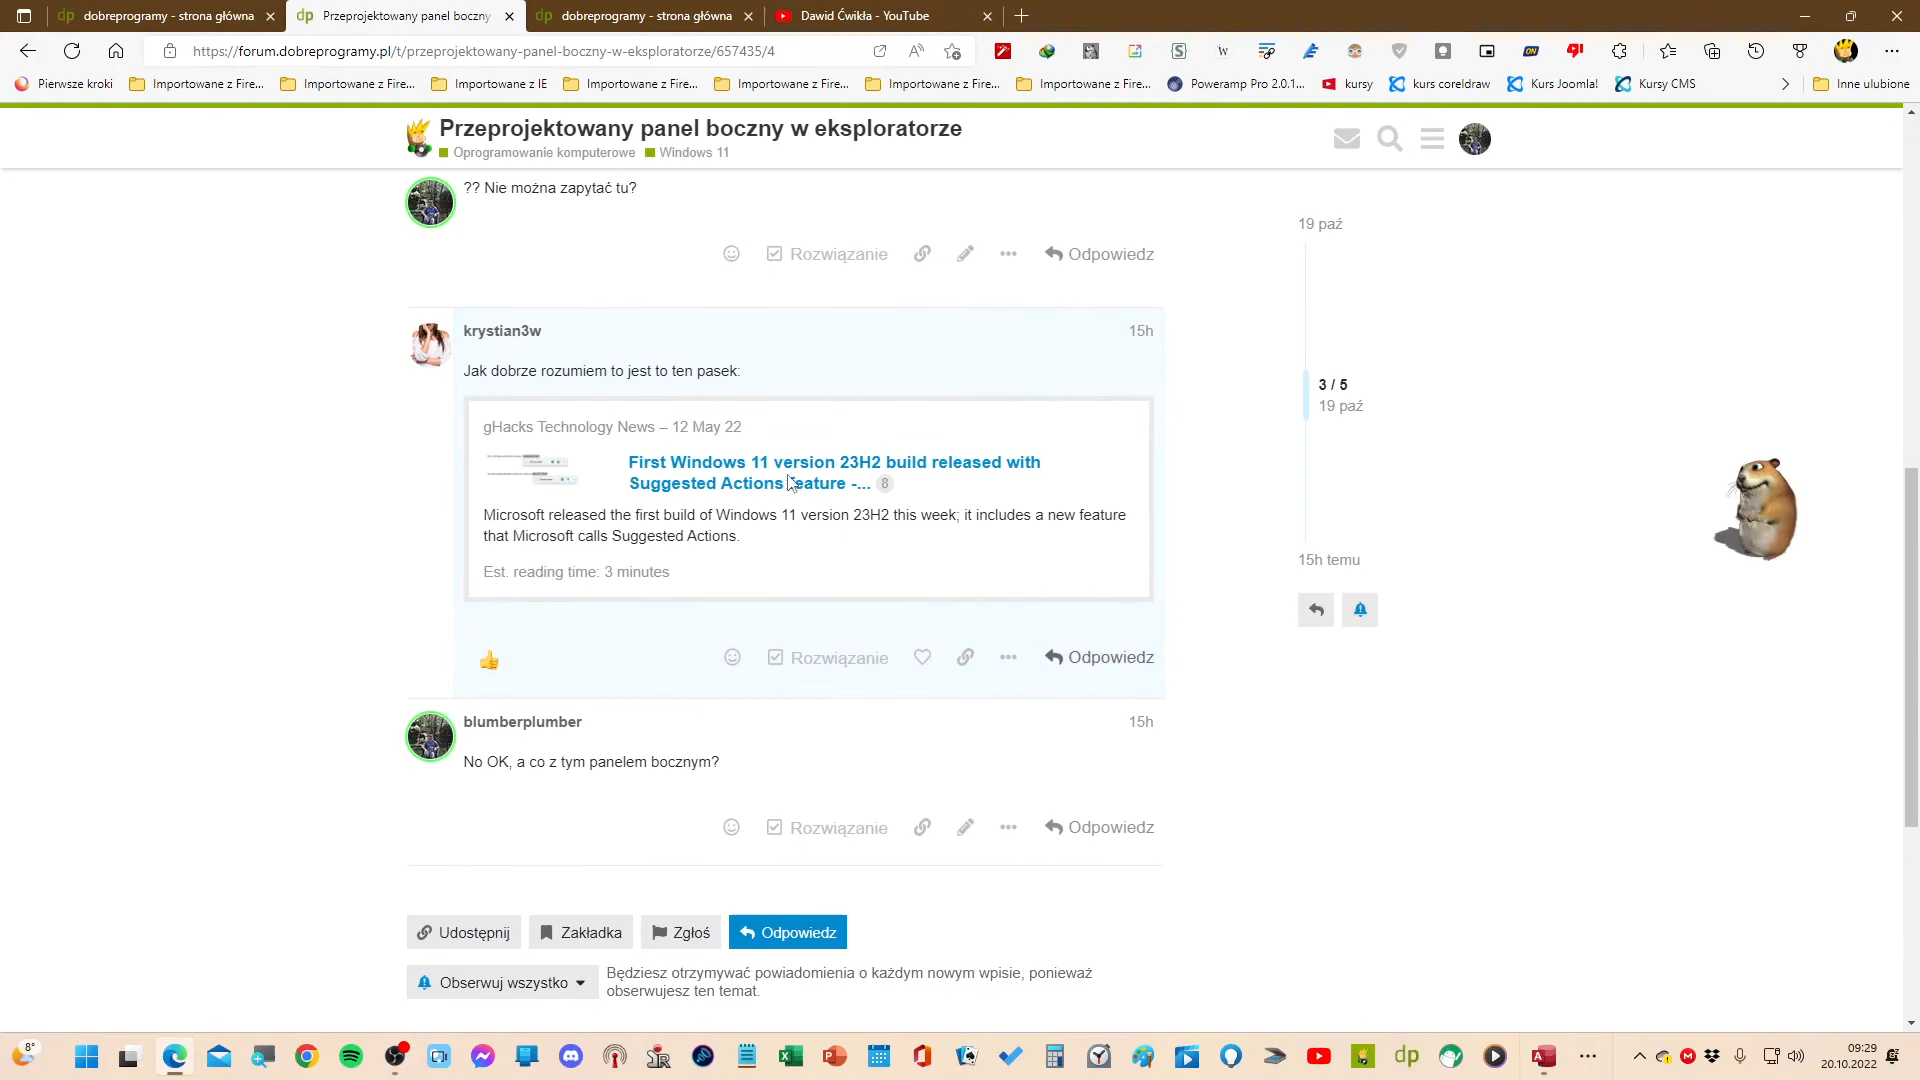 dp dobreprogramy - strona główna
dp Przeprojektowany panel boczny
dp dobreprogramy - strona główna
Dawid Ćwikła - YouTube
https://forum.dobreprogramy.pl/t/przeprojektowany-panel-boczny-w-eksploratorze/657435/4
Pierwsze kroki
Importowane z Fire...
Importowane z Fire...
Importowane z IE
Importowane z Fire...
Importowane z Fire...
Importowane z Fire...
Importowane z Fire...
Poweramp Pro 2.0.1...
kursy
kurs coreldraw
Kurs Joomla!
Kursy CMS
Inne ulubione
Przeprojektowany panel boczny w eksploratorze
Oprogramowanie komputerowe Windows 11
?? Nie można zapytać tu?
Rozwiązanie
Odpowiedz
krystian3w
15h
Jak dobrze rozumiem to jest to ten pasek:
gHacks Technology News – 12 May 22
First Windows 11 version 23H2 build released with
Suggested Actions feature -... 8
Microsoft released the first build of Windows 11 version 23H2 this week; it includes a new feature
that Microsoft calls Suggested Actions.
Est. reading time: 3 minutes
Rozwiązanie
Odpowiedz
blumberplumber
15h
No OK, a co z tym panelem bocznym?
Rozwiązanie
Odpowiedz
Udostępnij
Zakładka
Zgłoś
Odpowiedz
Obserwuj wszystko
Będziesz otrzymywać powiadomienia o każdym nowym wpisie, ponieważ
obserwujesz ten temat.
19 paź
3 / 5
19 paź
15h temu
8°
dp
09:29
20.10.2022